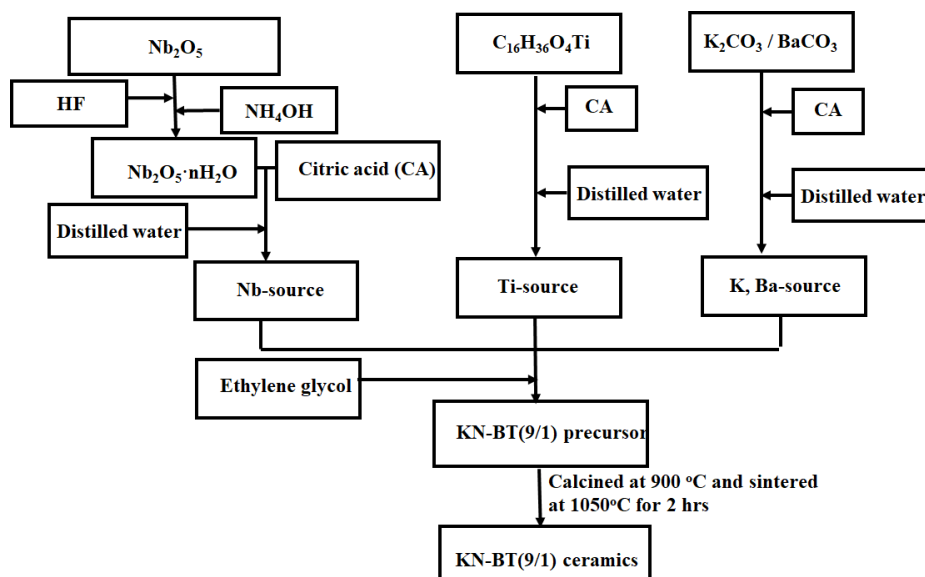 Nb₂O₅
C₁₆H₃₆O₄Ti
K₂CO₃ / BaCO₃
HF
NH₄OH
CA
CA
Nb₂O₅·nH₂O
Citric acid (CA)
Distilled water
Distilled water
Distilled water
Nb-source
Ti-source
K, Ba-source
Ethylene glycol
KN-BT(9/1) precursor
Calcined at 900 °C and sintered
at 1050°C for 2 hrs
KN-BT(9/1) ceramics